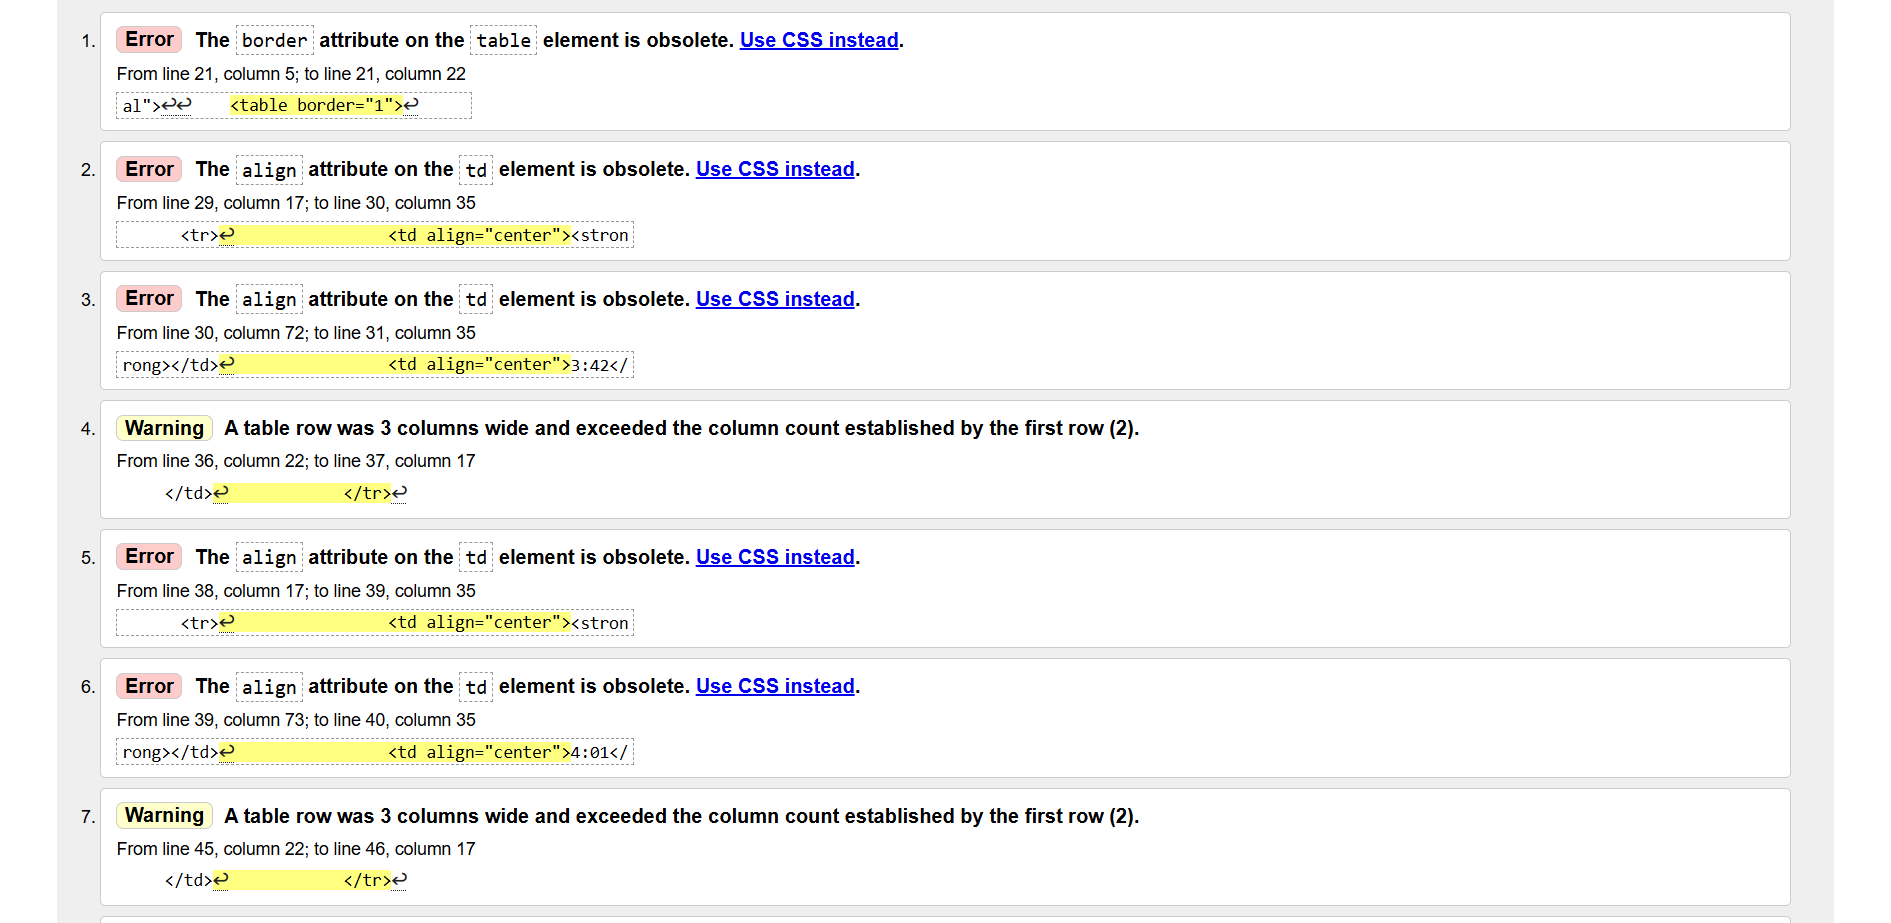 1. Error The border attribute on the table element is obsolete. Use CSS instead.
From line 21, column 5; to line 21, column 22
al">↩↩    <table border="1">↩
2. Error The align attribute on the td element is obsolete. Use CSS instead.
From line 29, column 17; to line 30, column 35
<tr>↩                <td align="center"><stron
3. Error The align attribute on the td element is obsolete. Use CSS instead.
From line 30, column 72; to line 31, column 35
rong></td>↩                <td align="center">3:42</
4. Warning A table row was 3 columns wide and exceeded the column count established by the first row (2).
From line 36, column 22; to line 37, column 17
</td>↩            </tr>↩
5. Error The align attribute on the td element is obsolete. Use CSS instead.
From line 38, column 17; to line 39, column 35
<tr>↩                <td align="center"><stron
6. Error The align attribute on the td element is obsolete. Use CSS instead.
From line 39, column 73; to line 40, column 35
rong></td>↩                <td align="center">4:01</
7. Warning A table row was 3 columns wide and exceeded the column count established by the first row (2).
From line 45, column 22; to line 46, column 17
</td>↩            </tr>↩